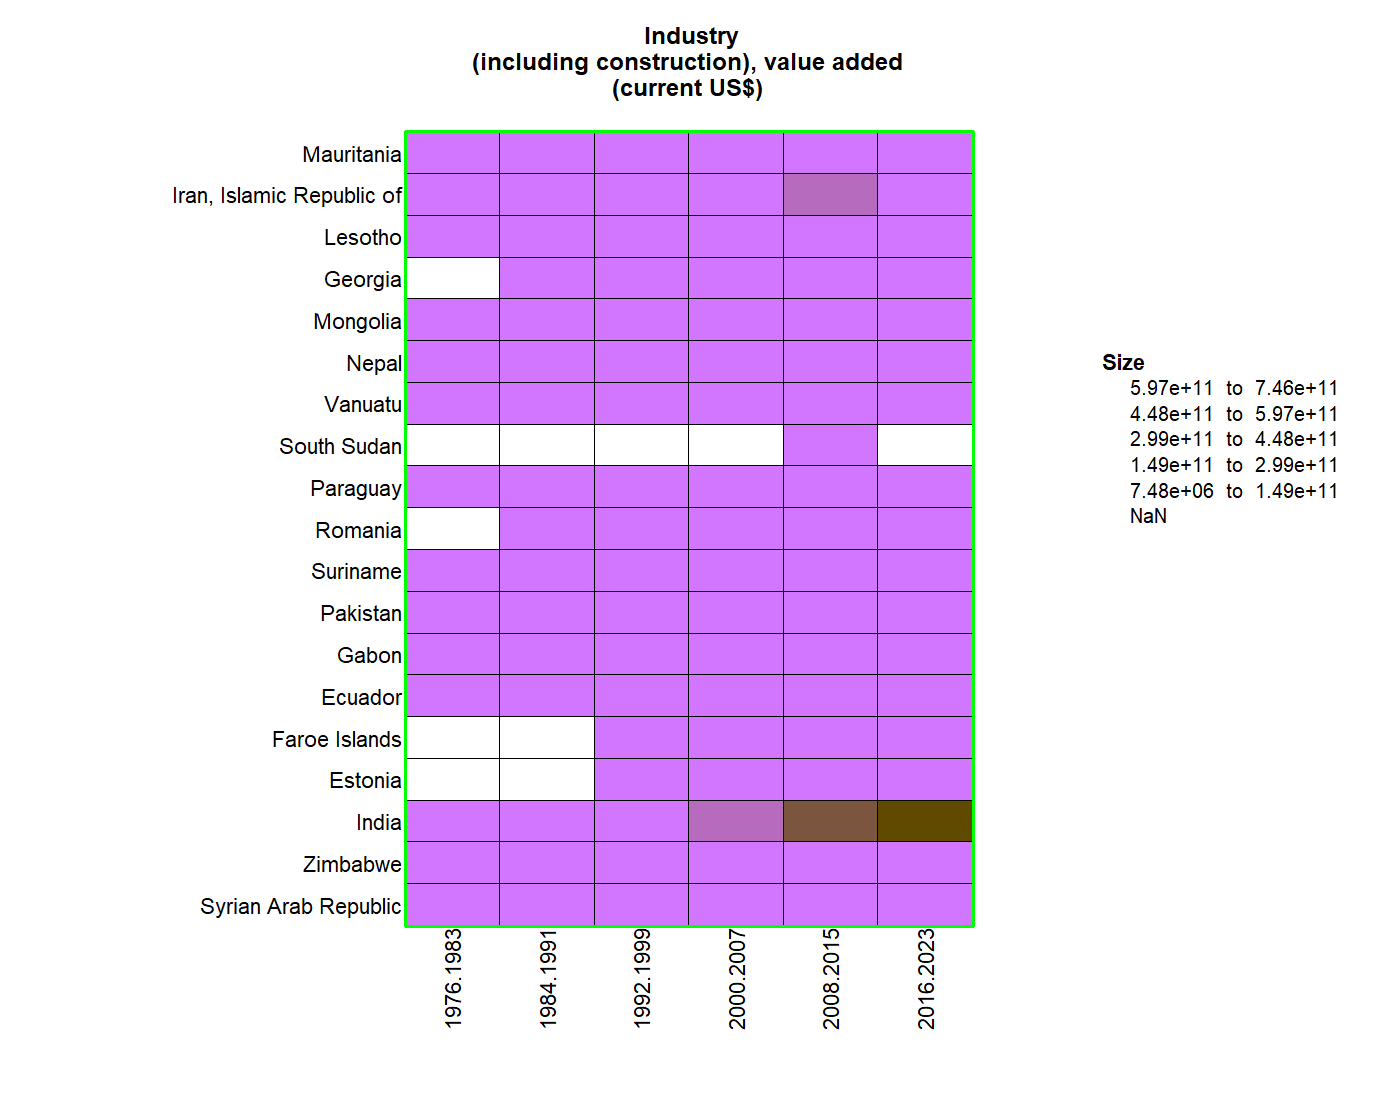 Industry
(including construction), value added
(current US$)
Mauritania
Iran, Islamic Republic of
Lesotho
Georgia
Mongolia
Nepal
Vanuatu
South Sudan
Paraguay
Romania
Suriname
Pakistan
Gabon
Ecuador
Faroe Islands
Estonia
India
Zimbabwe
Syrian Arab Republic
1976.1983
1984.1991
1992.1999
2000.2007
2008.2015
2016.2023
Size
5.97e+11 to 7.46e+11
4.48e+11 to 5.97e+11
2.99e+11 to 4.48e+11
1.49e+11 to 2.99e+11
7.48e+06 to 1.49e+11
NaN